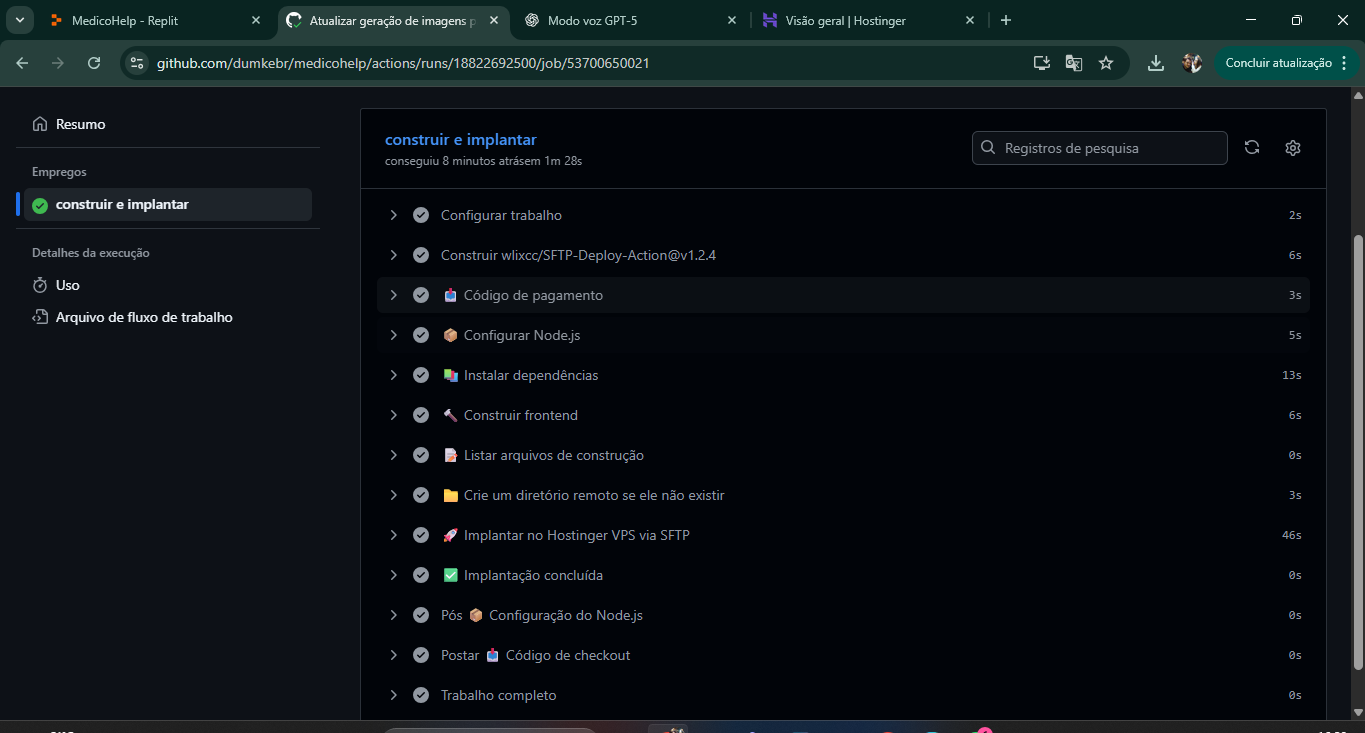 MedicoHelp - Replit
Atualizar geração de imagens p
Modo voz GPT-5
Visão geral | Hostinger
github.com/dumkebr/medicohelp/actions/runs/18822692500/job/53700650021
Concluir atualização
Resumo
Empregos
construir e implantar
Detalhes da execução
Uso
Arquivo de fluxo de trabalho
construir e implantar
conseguiu 8 minutos atrásem 1m 28s
Registros de pesquisa
Configurar trabalho 2s
Construir wlixcc/SFTP-Deploy-Action@v1.2.4 6s
Código de pagamento 3s
Configurar Node.js 5s
Instalar dependências 13s
Construir frontend 6s
Listar arquivos de construção 0s
Crie um diretório remoto se ele não existir 3s
Implantar no Hostinger VPS via SFTP 46s
Implantação concluída 0s
Pós Configuração do Node.js 0s
Postar Código de checkout 0s
Trabalho completo 0s